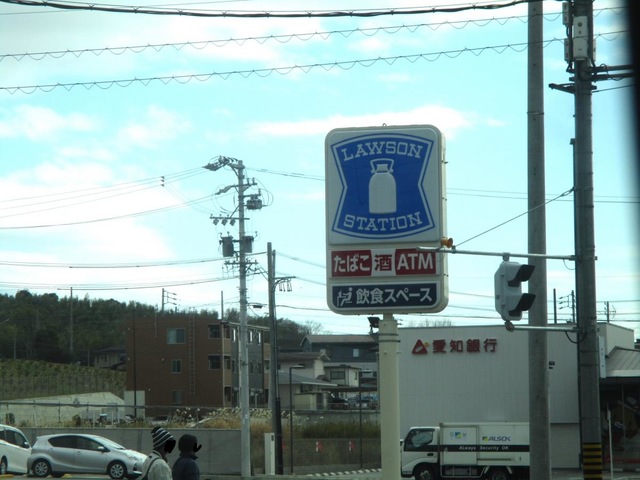 LAWSON
STATION
たばこ 酒 ATM
飲食スペース
愛知銀行
ALSOK
Always Security OK